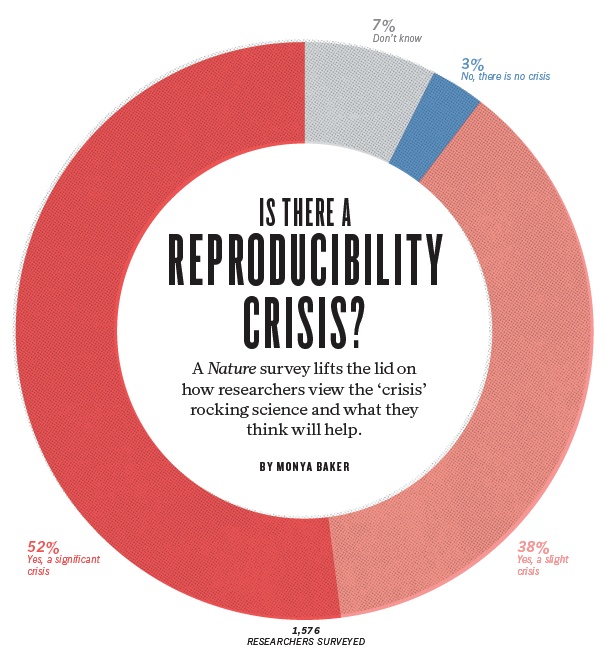 7%
Don't know
3%
No, there is no crisis
IS THERE A
REPRODUCIBILITY
CRISIS?
A Nature survey lifts the lid on
how researchers view the ‘crisis’
rocking science and what they
think will help.
BY MONYA BAKER
52%
Yes, a significant
crisis
38%
Yes, a slight
crisis
1,576
RESEARCHERS SURVEYED